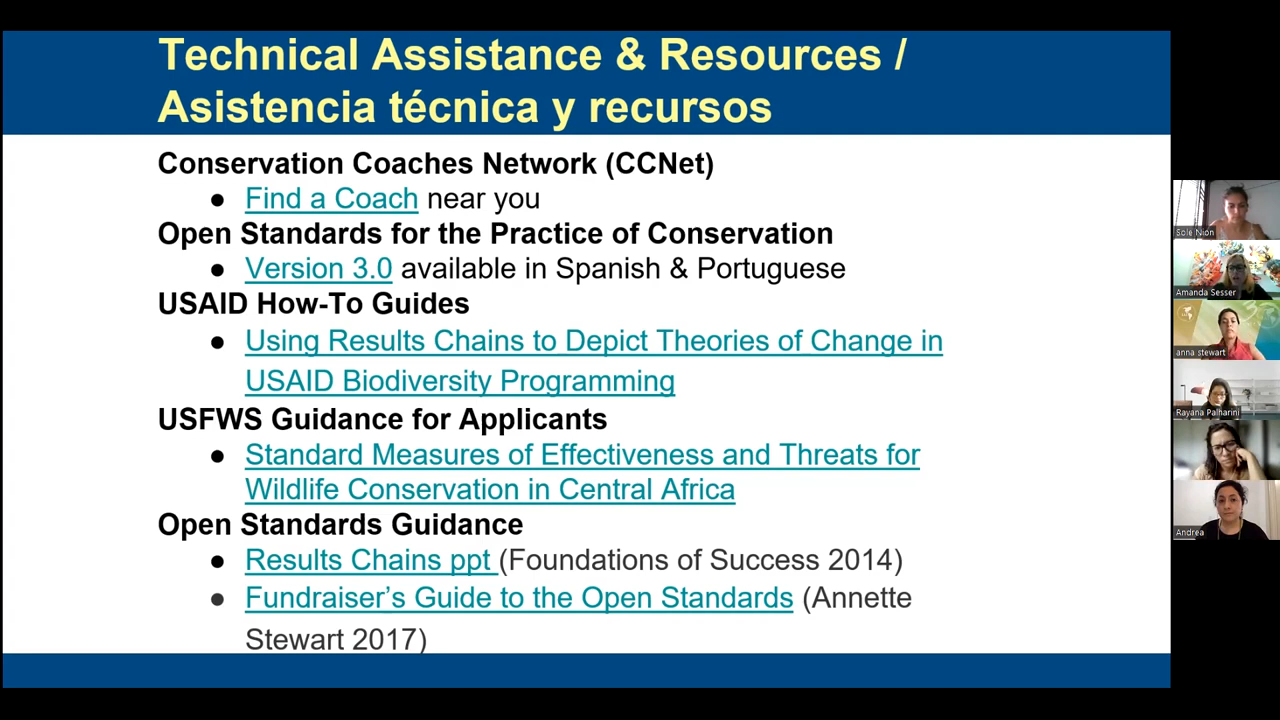 Technical Assistance & Resources /
Asistencia técnica y recursos
Conservation Coaches Network (CCNet)
● Find a Coach near you
Open Standards for the Practice of Conservation
● Version 3.0 available in Spanish & Portuguese
USAID How-To Guides
● Using Results Chains to Depict Theories of Change in
USAID Biodiversity Programming
USFWS Guidance for Applicants
● Standard Measures of Effectiveness and Threats for
Wildlife Conservation in Central Africa
Open Standards Guidance
● Results Chains ppt (Foundations of Success 2014)
● Fundraiser's Guide to the Open Standards (Annette
Stewart 2017)
Sole Nión
Amanda Sesser
anna stewart
Rayana Palharini
Andrea